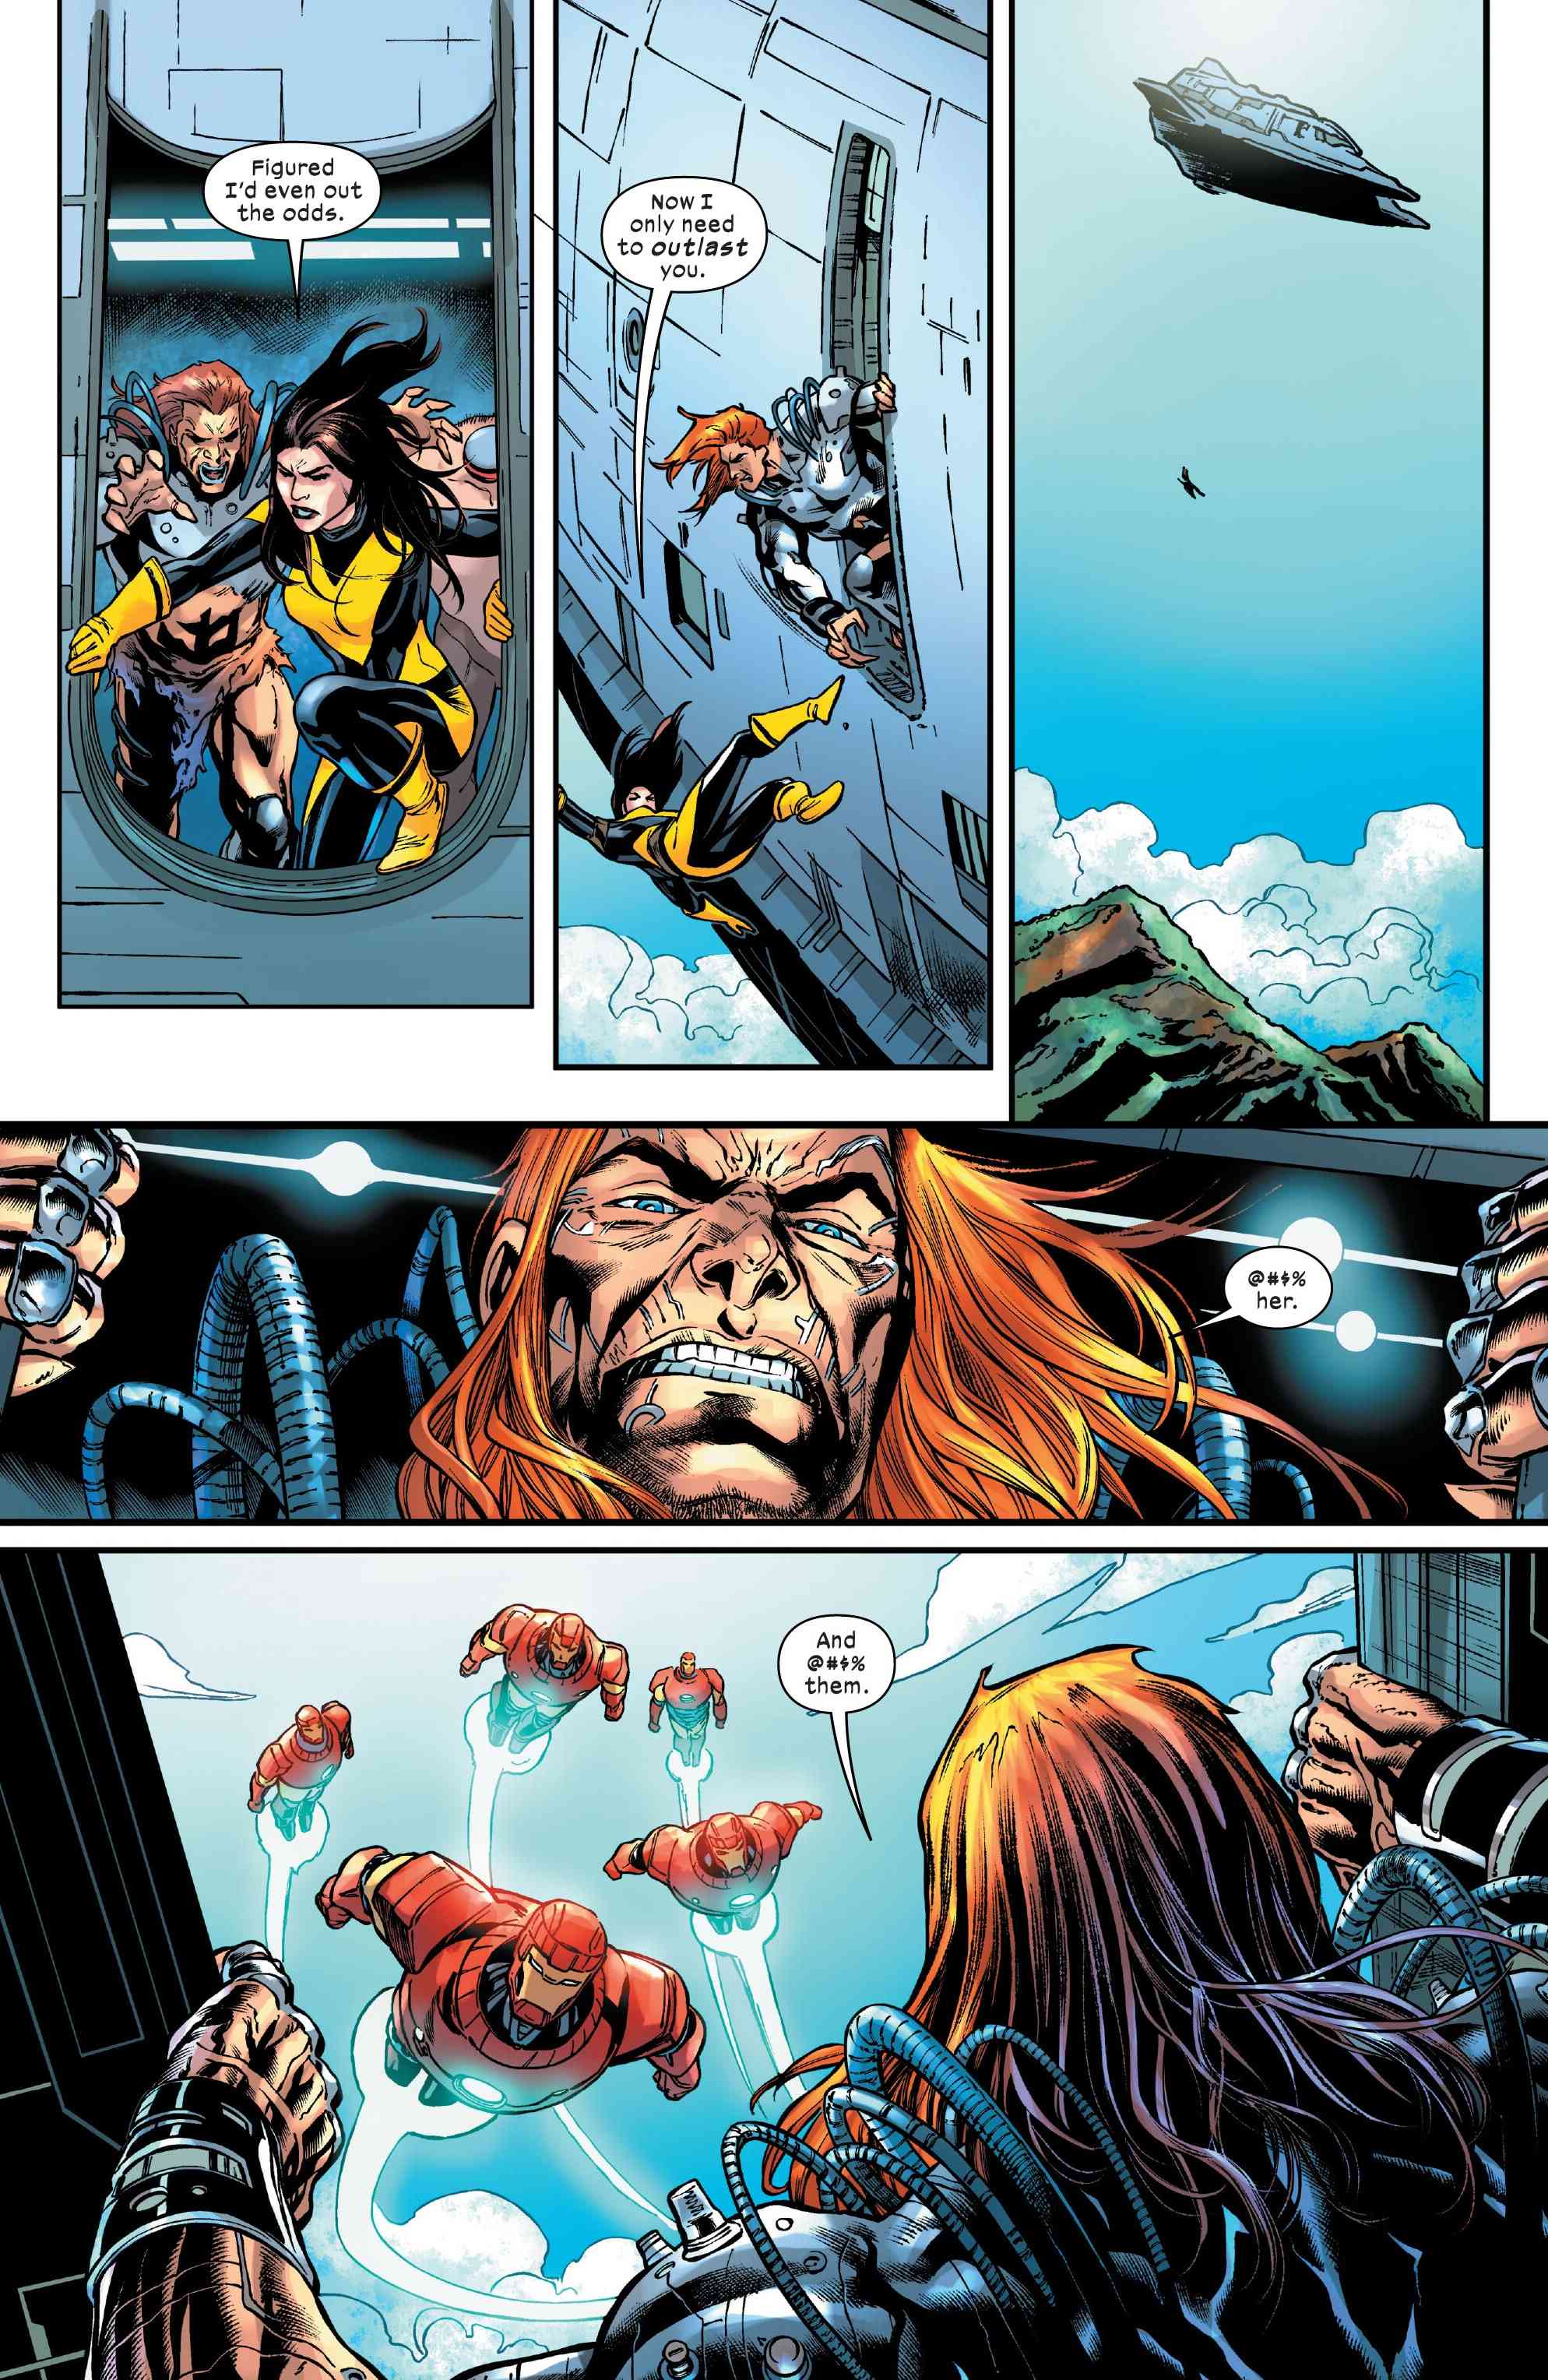 Figured
I'd even out
the odds.
Now I
only need
to outlast
you.
@#$%
her.
And
@#$%
them.